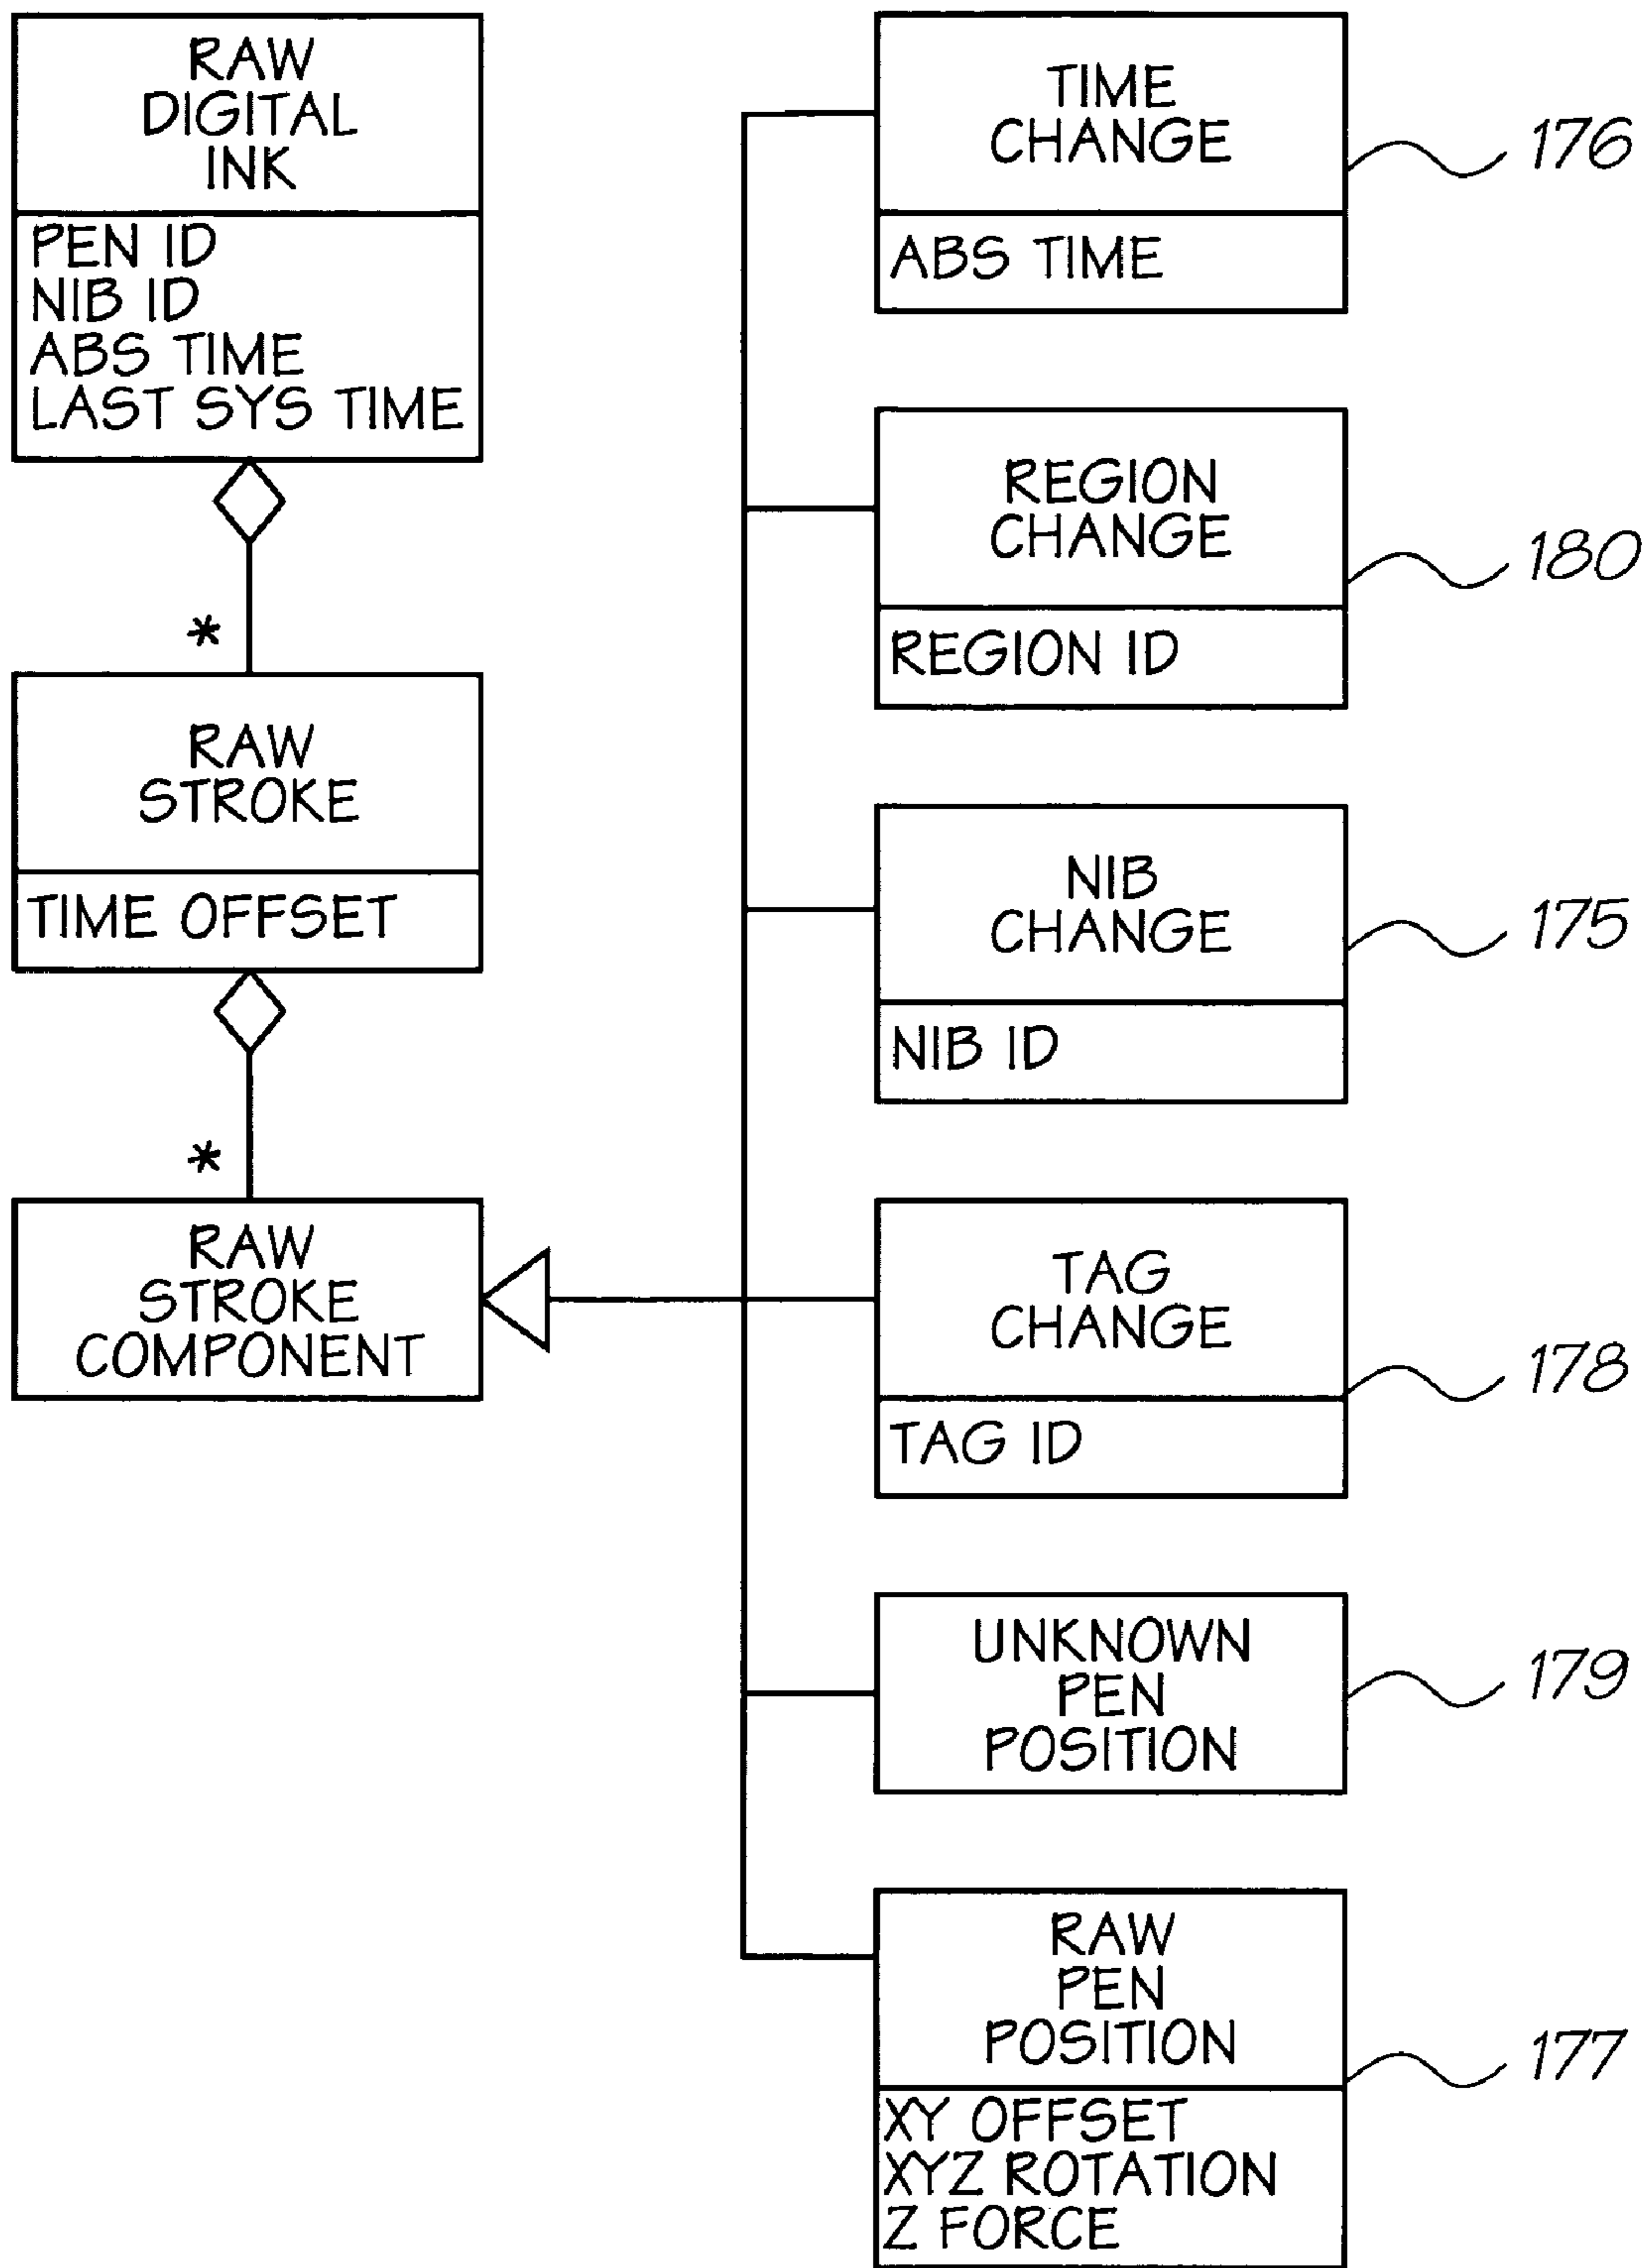 RAW
DIGITAL
INK
PEN ID
NIB ID
ABS TIME
LAST SYS TIME
*
RAW
STROKE
TIME OFFSET
*
RAW
STROKE
COMPONENT
TIME
CHANGE
ABS TIME
176
REGION
CHANGE
REGION ID
180
NIB
CHANGE
NIB ID
175
TAG
CHANGE
TAG ID
178
UNKNOWN
PEN
POSITION
179
RAW
PEN
POSITION
XY OFFSET
XYZ ROTATION
Z FORCE
177